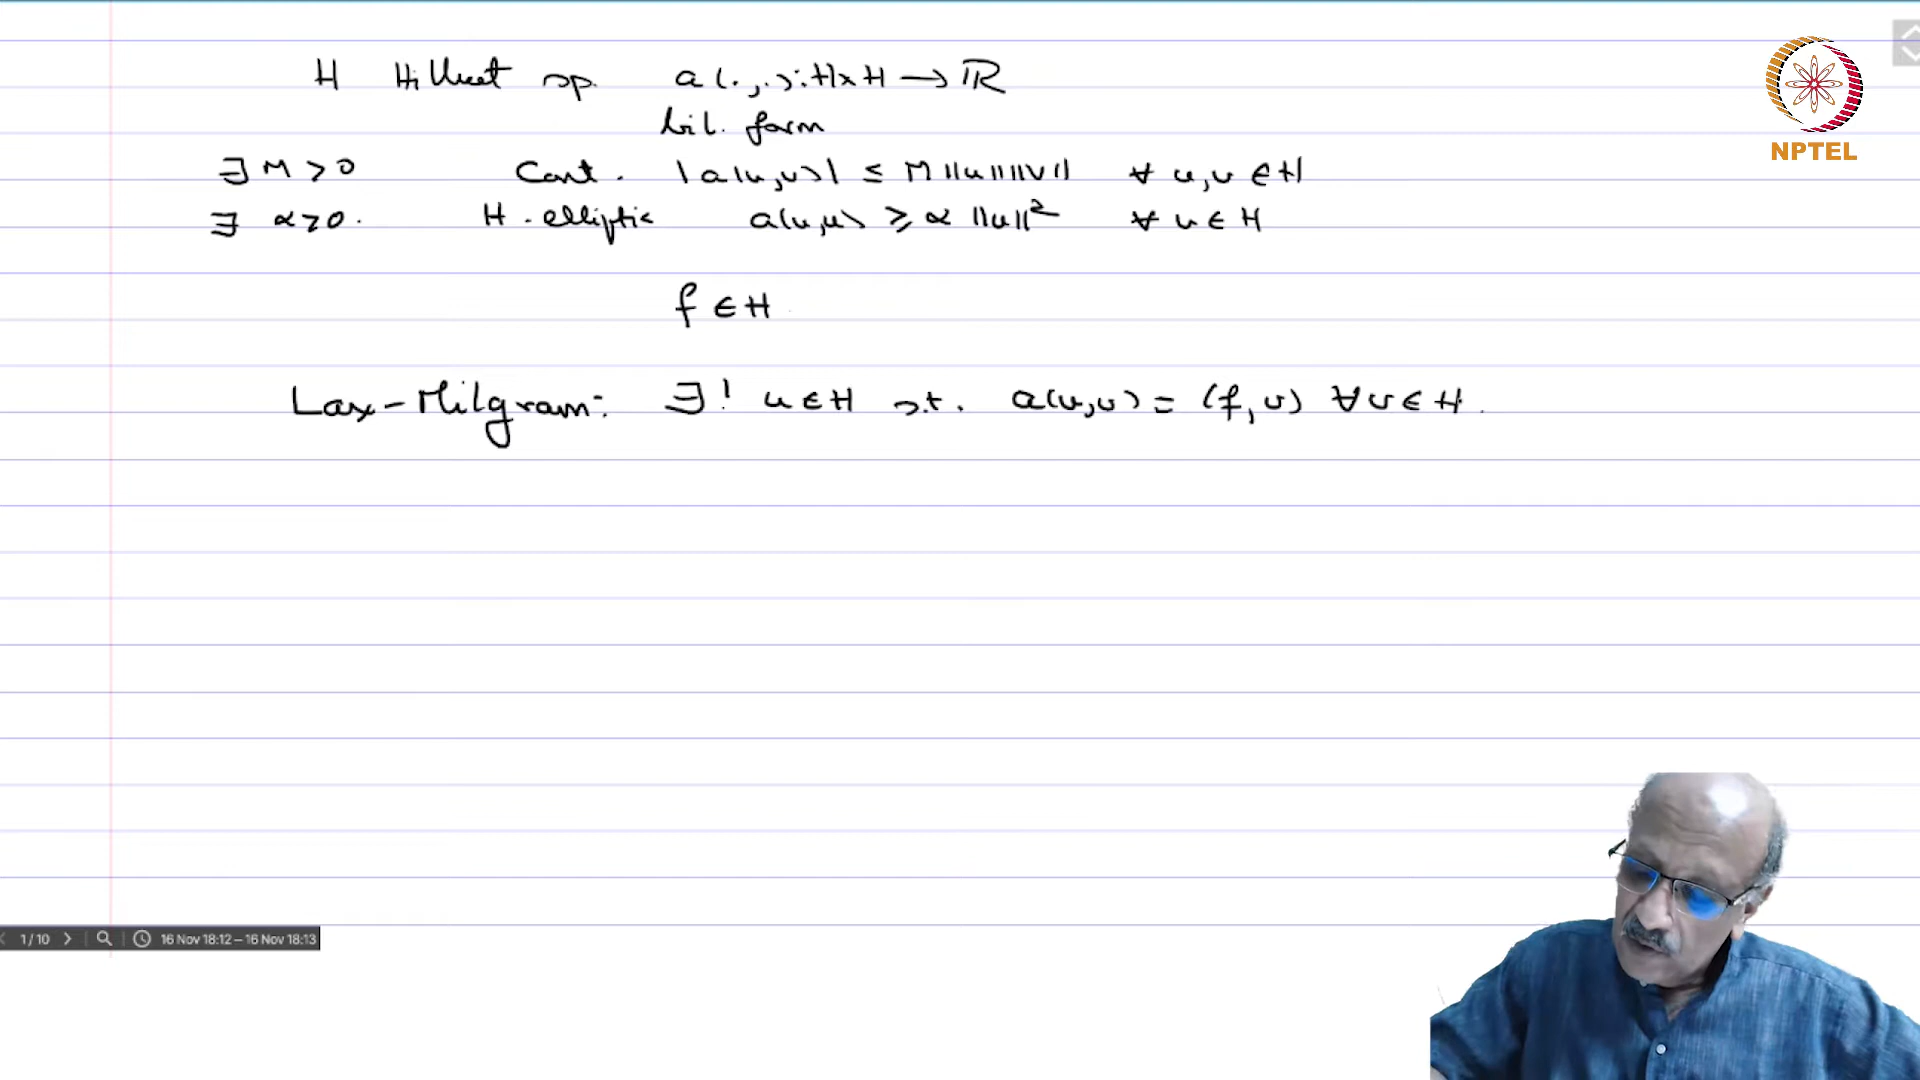 H Hilbert sp. a(.,.): H×H → ℝ
bil. form
∃ M > 0 Cont. |a(u,v)| ≤ M ||u|| ||v|| ∀ u,v ∈ H
∃ α > 0. H-elliptic a(u,u) ≥ α ||u||² ∀ u ∈ H
f ∈ H
Lax-Milgram: ∃! u ∈ H s.t. a(u,v) = (f,v) ∀ v ∈ H.
NPTEL
1/10 16 Nov 18:12 – 16 Nov 18:13